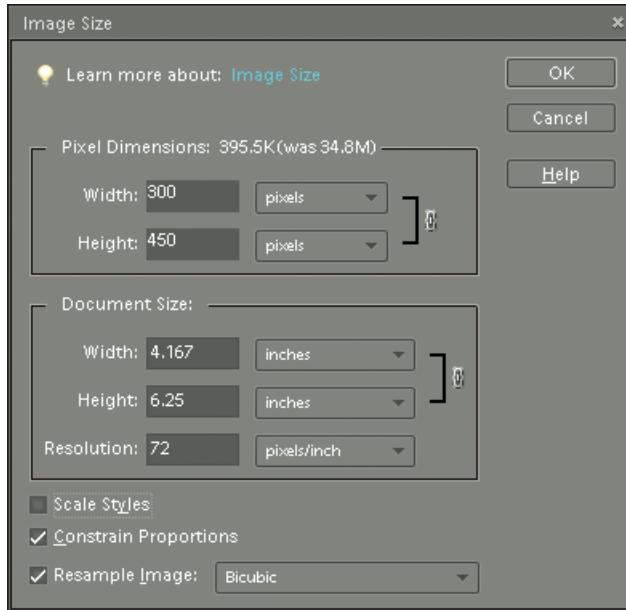 Image Size
Learn more about: Image Size
OK
Cancel
Help
Pixel Dimensions: 395.5K(was 34.8M)
Width: 300 pixels
Height: 450 pixels
Document Size:
Width: 4.167 inches
Height: 6.25 inches
Resolution: 72 pixels/inch
Scale Styles
Constrain Proportions
Resample Image: Bicubic